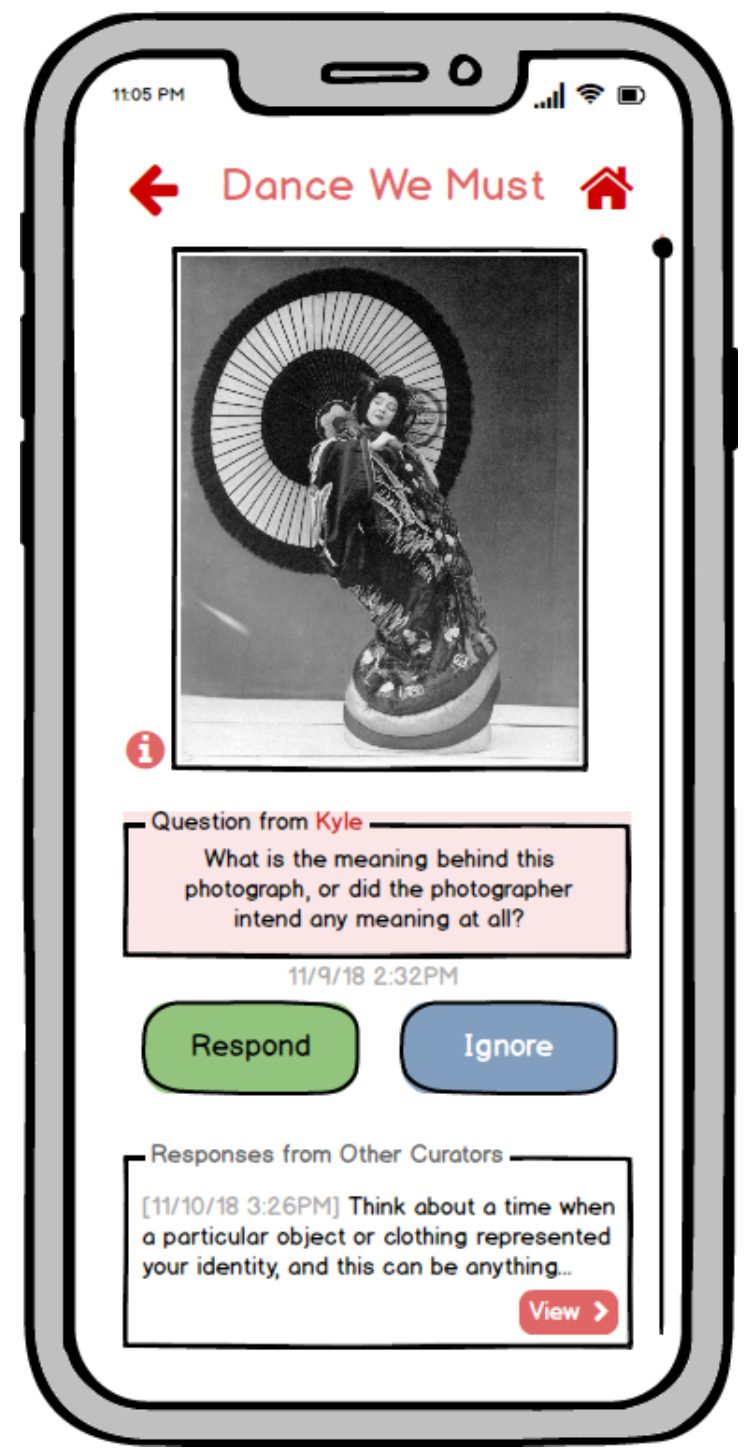 11:05 PM
Dance We Must
Question from Kyle
What is the meaning behind this
photograph, or did the photographer
intend any meaning at all?
11/9/18 2:32PM
Respond
Ignore
Responses from Other Curators
[11/10/18 3:26PM] Think about a time when
a particular object or clothing represented
your identity, and this can be anything...
View